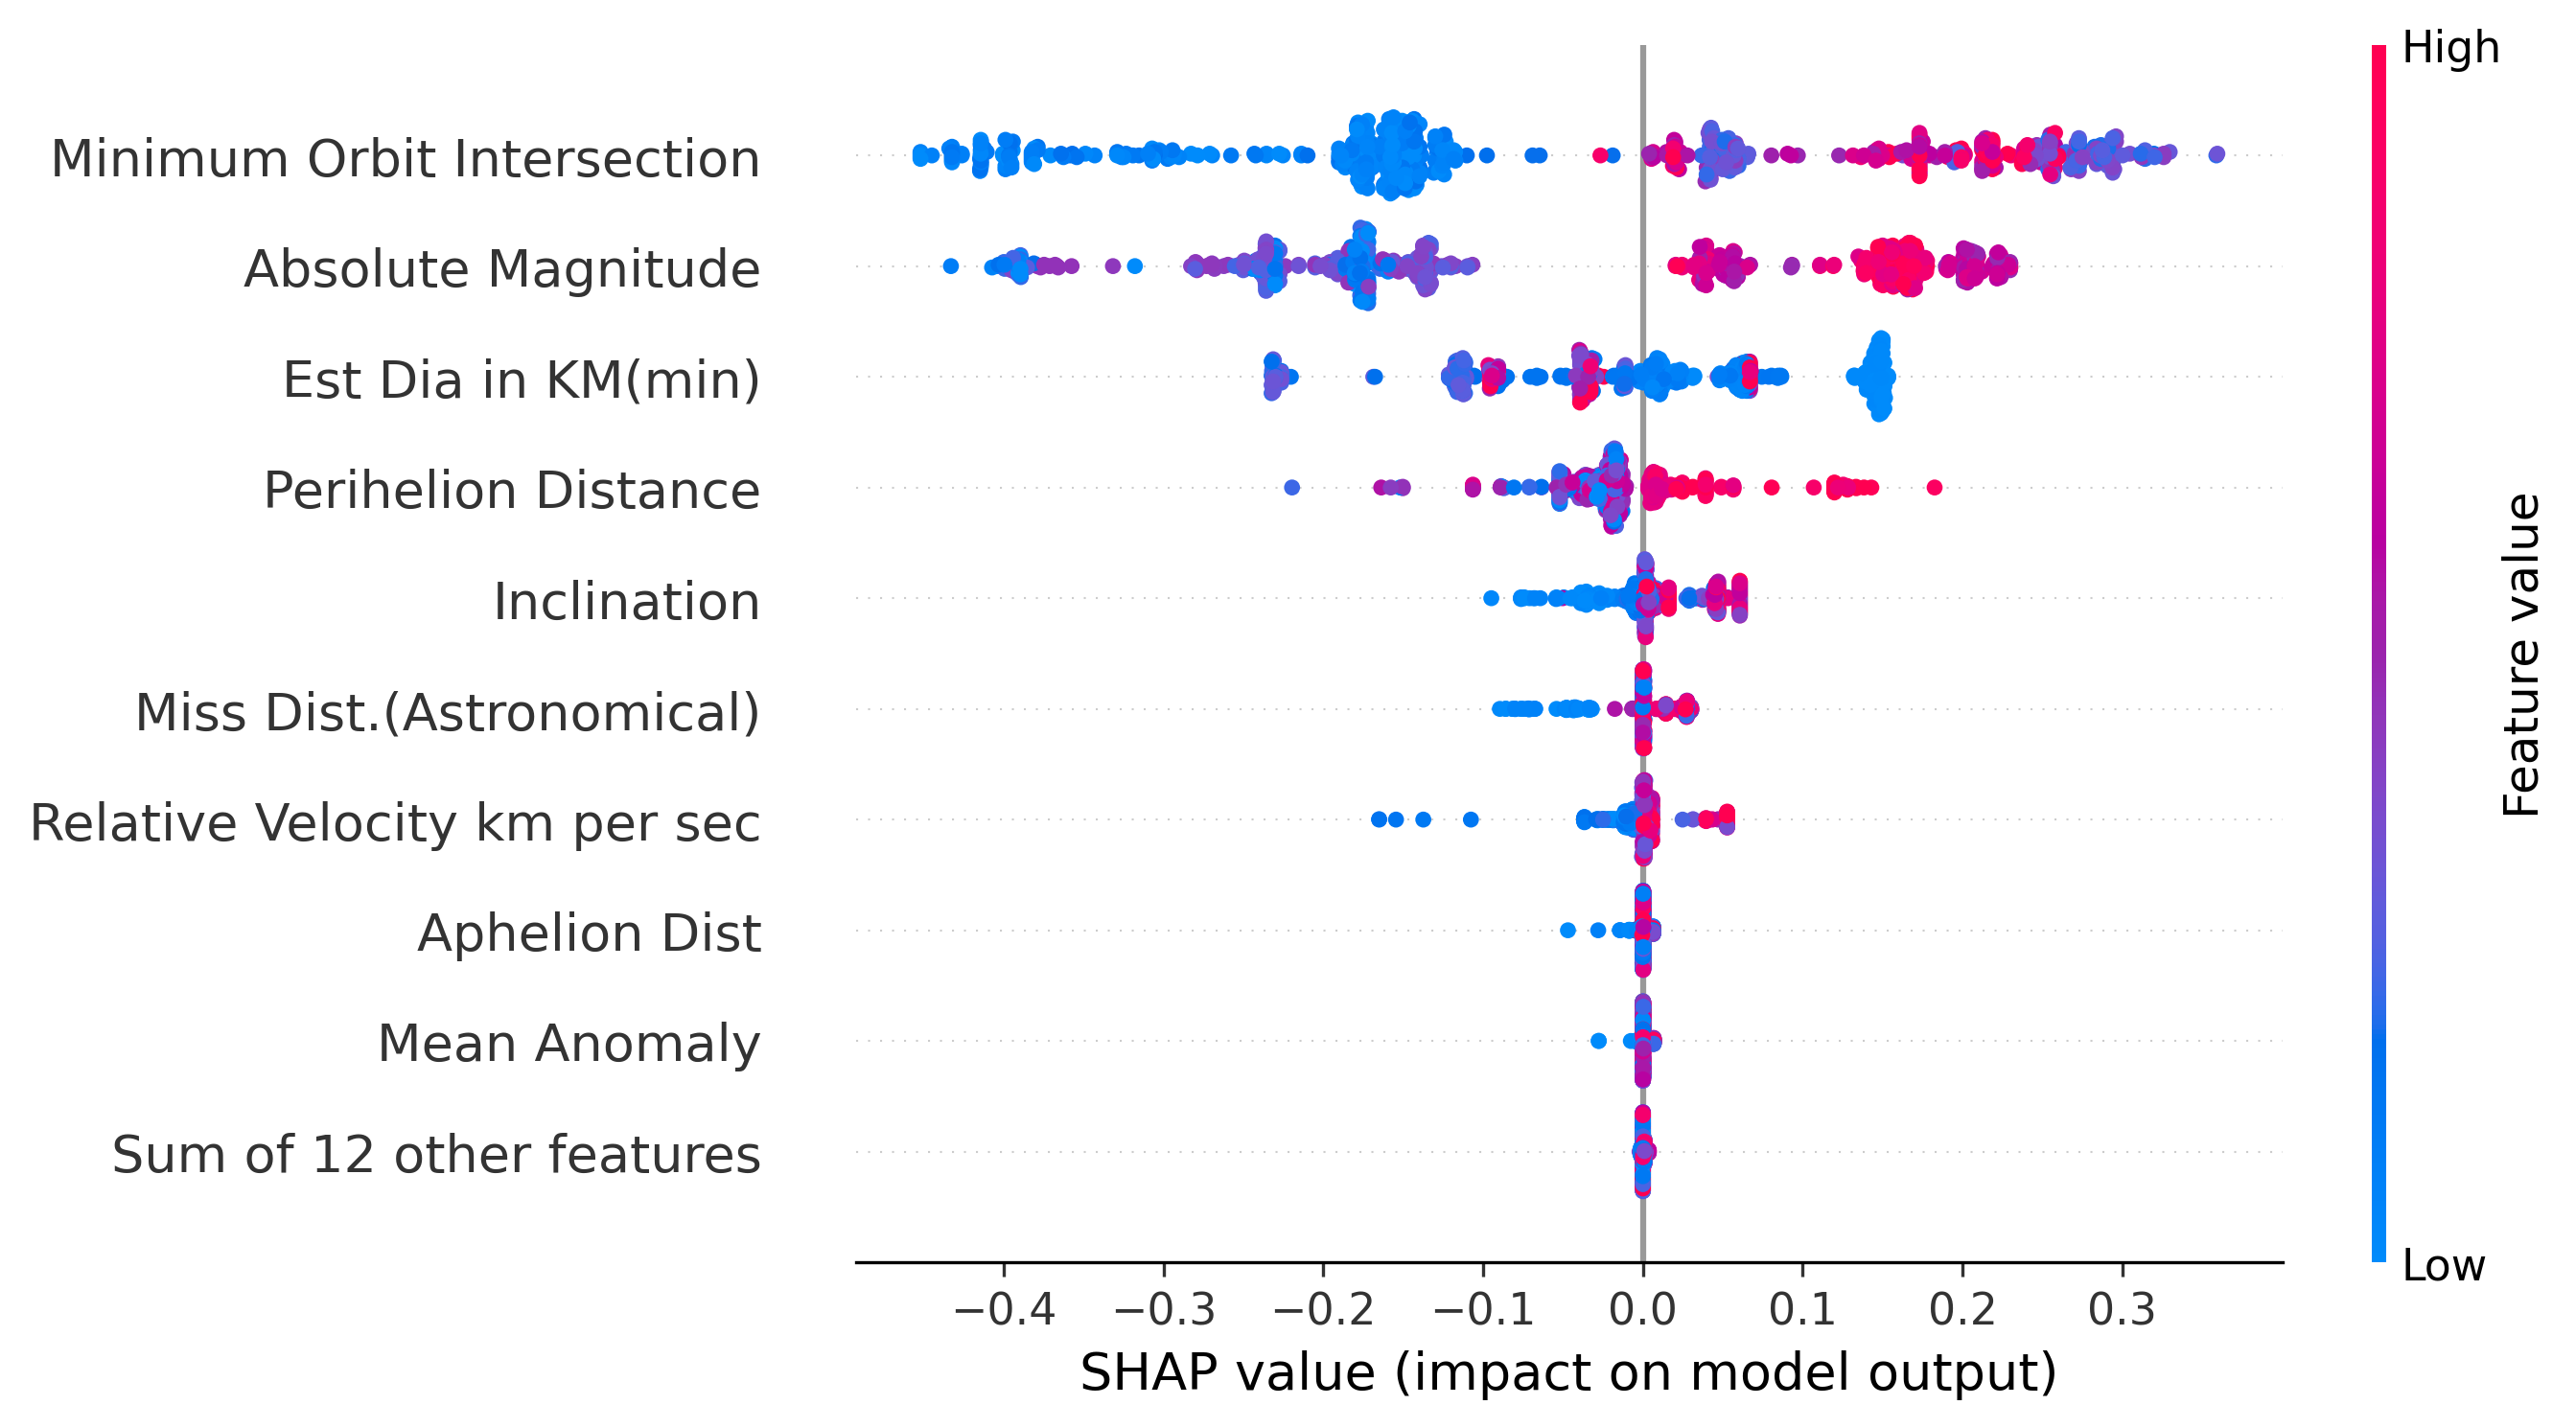 High
Minimum Orbit Intersection
Absolute Magnitude
Est Dia in KM(min)
Perihelion Distance
Inclination
Miss Dist.(Astronomical)
Relative Velocity km per sec
Aphelion Dist
Mean Anomaly
Sum of 12 other features
Feature value
Low
−0.4 −0.3 −0.2 −0.1 0.0 0.1 0.2 0.3
SHAP value (impact on model output)